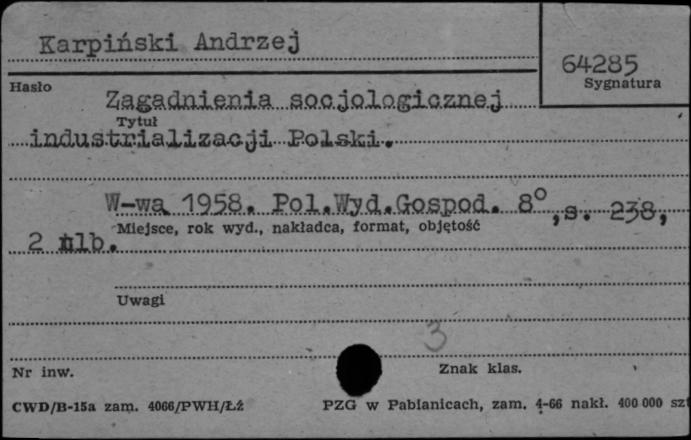 Karpiński Andrzej
64285
Sygnatura
Hasło
Zagadnienia socjologicznej
Tytuł
industrializacji Polski.
W-wa 1958. Pol.Wyd.Gospod. 8°, s. 238,
Miejsce, rok wyd., nakładca, format, objętość
2 nlb.
Uwagi
3
Nr inw.
Znak klas.
CWD/B-15a zam. 4066/PWH/Łź
PZG w Pabianicach, zam. 4-66 nakł. 400 000 szt